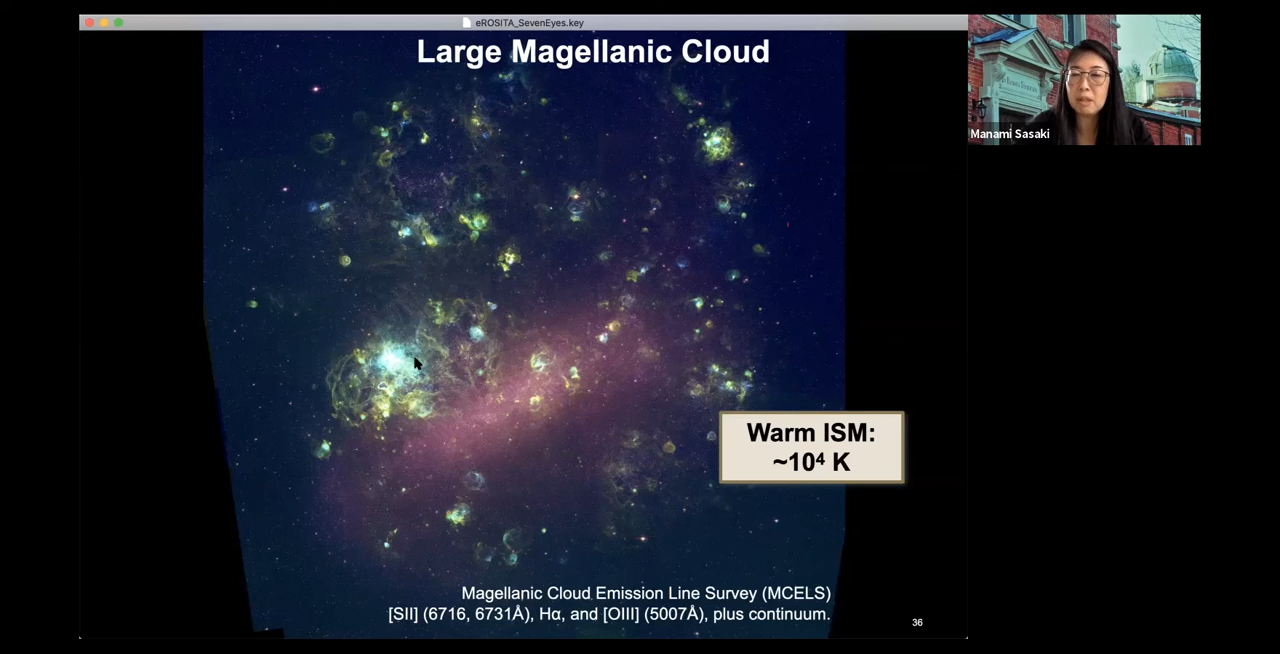 eROSITA_SevenEyes.key
Large Magellanic Cloud
Manami Sasaki
Warm ISM:
~10⁴ K
Magellanic Cloud Emission Line Survey (MCELS)
[SII] (6716, 6731Å), Hα, and [OIII] (5007Å), plus continuum.
36